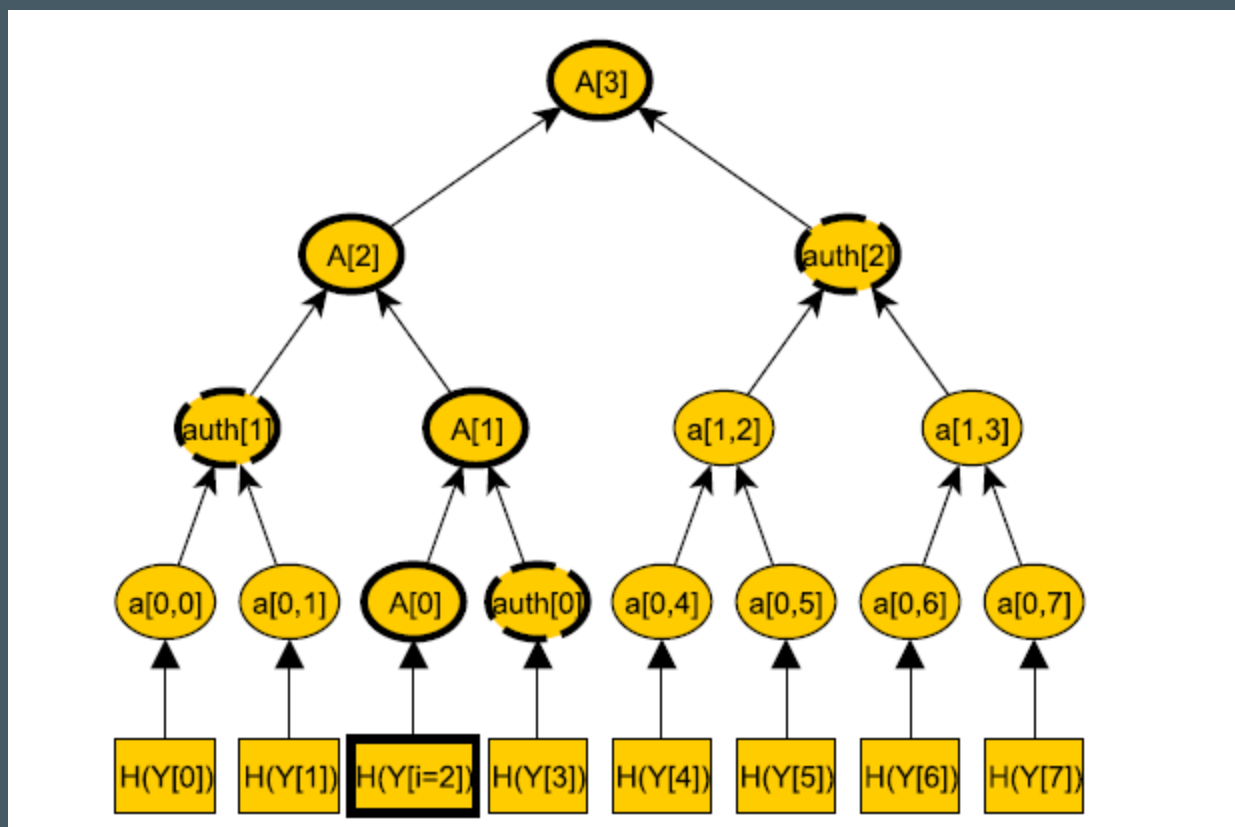 A[3]
A[2]
auth[2]
auth[1]
A[1]
a[1,2]
a[1,3]
a[0,0]
a[0,1]
A[0]
auth[0]
a[0,4]
a[0,5]
a[0,6]
a[0,7]
H(Y[0])
H(Y[1])
H(Y[i=2])
H(Y[3])
H(Y[4])
H(Y[5])
H(Y[6])
H(Y[7])